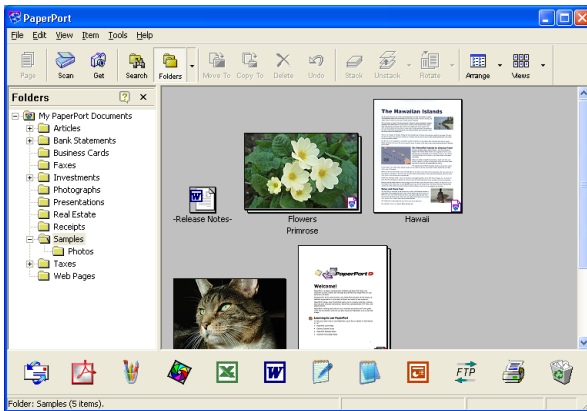 PaperPort
File Edit View Item Tools Help
Page Scan Get Search Folders Move To Copy To Delete Undo Stack Unstack Rotate Arrange Views
Folders
My PaperPort Documents
Articles
Bank Statements
Business Cards
Faxes
Investments
Photographs
Presentations
Real Estate
Receipts
Samples
Photos
Taxes
Web Pages
The Hawaiian Islands
-Release Notes-
Flowers
Primrose
Hawaii
PaperPort
Welcome!
FTP
Folder: Samples (5 items).